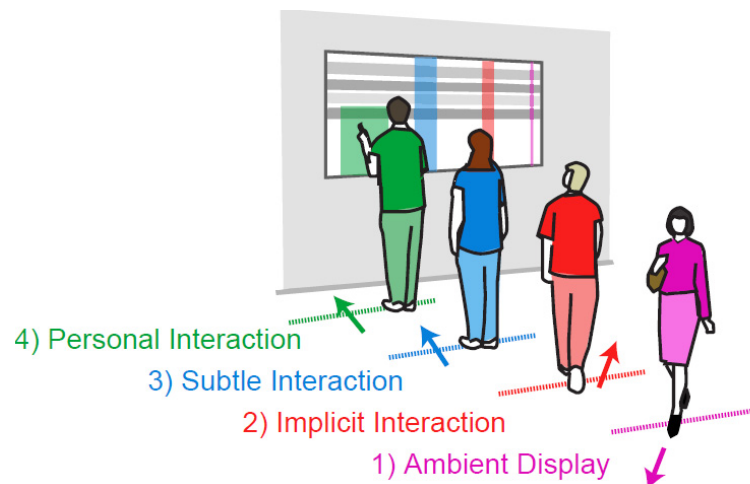 4) Personal Interaction
3) Subtle Interaction
2) Implicit Interaction
1) Ambient Display